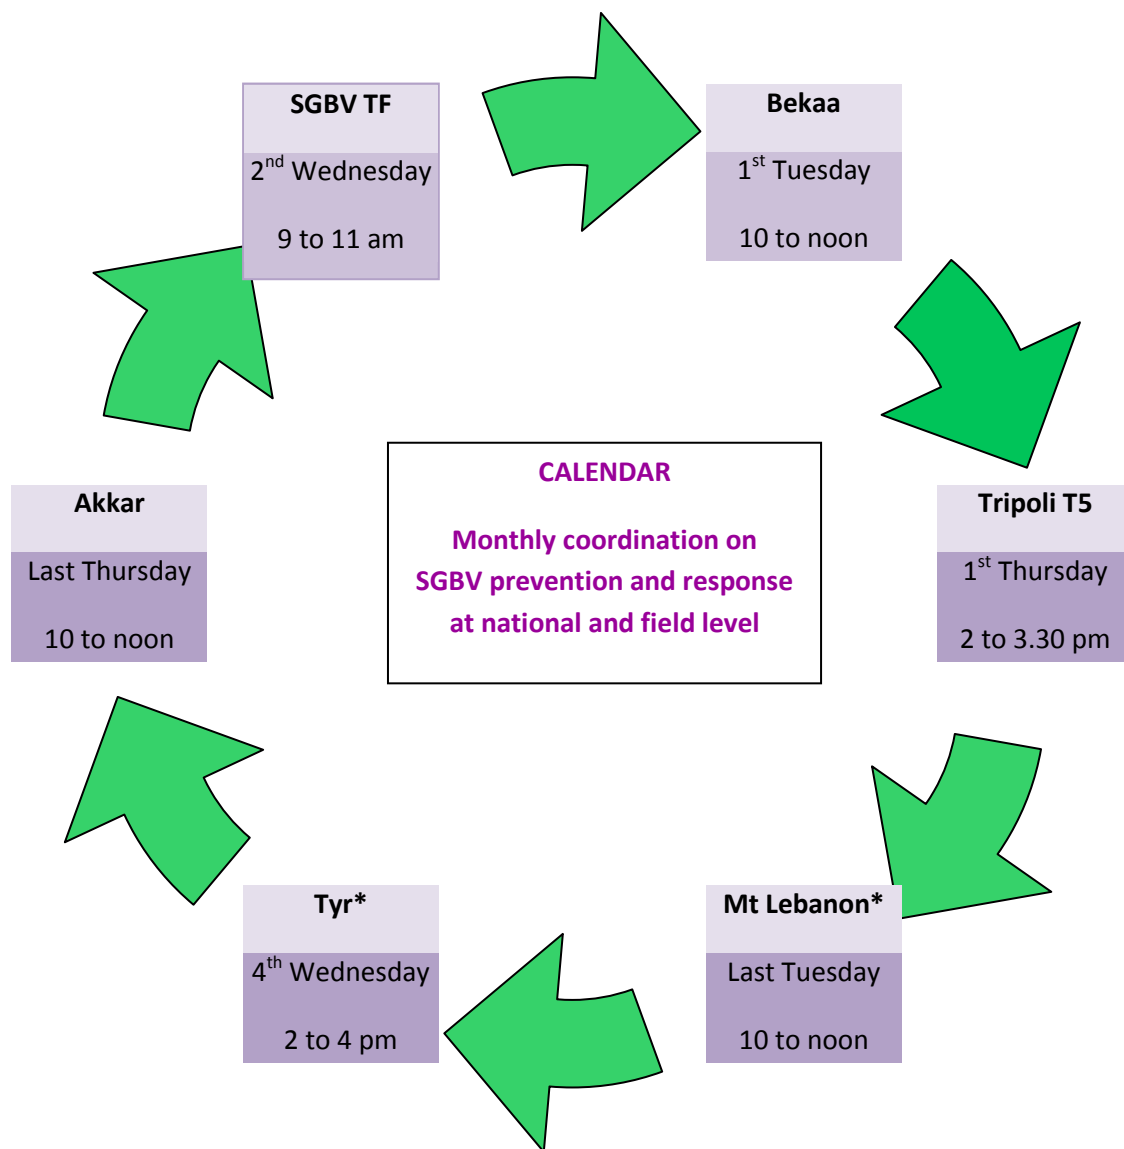 SGBV TF
2nd Wednesday
9 to 11 am
Bekaa
1st Tuesday
10 to noon
Tripoli T5
1st Thursday
2 to 3.30 pm
Mt Lebanon*
Last Tuesday
10 to noon
Tyr*
4th Wednesday
2 to 4 pm
Akkar
Last Thursday
10 to noon
CALENDAR
Monthly coordination on
SGBV prevention and response
at national and field level